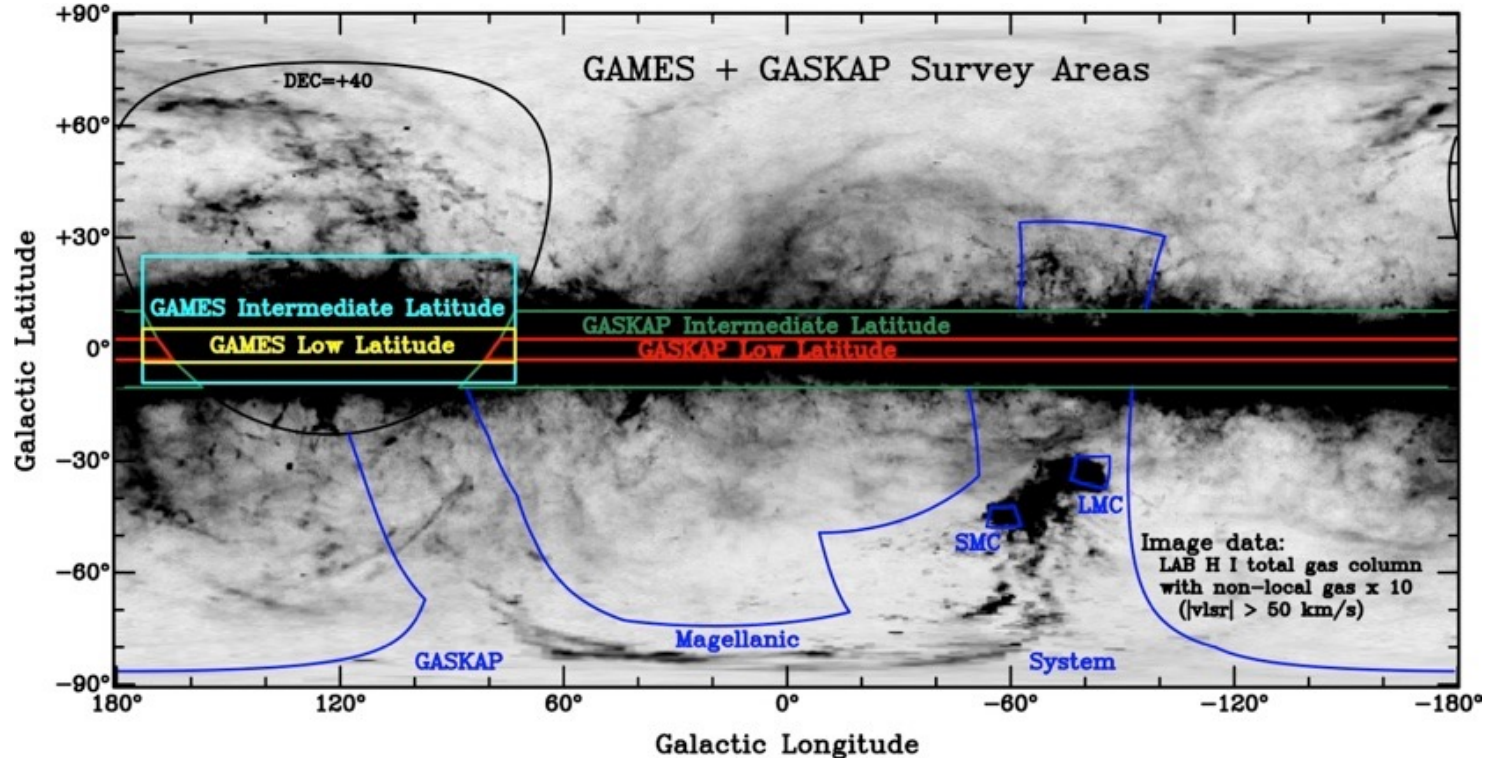 +90°
GAMES + GASKAP Survey Areas
DEC=+40
+60°
+30°
GAMES Intermediate Latitude
GASKAP Intermediate Latitude
GAMES Low Latitude
GASKAP Low Latitude
0°
Galactic Latitude
−30°
LMC
SMC
Image data:
LAB H I total gas column
with non-local gas x 10
(|vlsr| > 50 km/s)
−60°
Magellanic
GASKAP
System
−90°
180° 120° 60° 0° −60° −120° −180°
Galactic Longitude